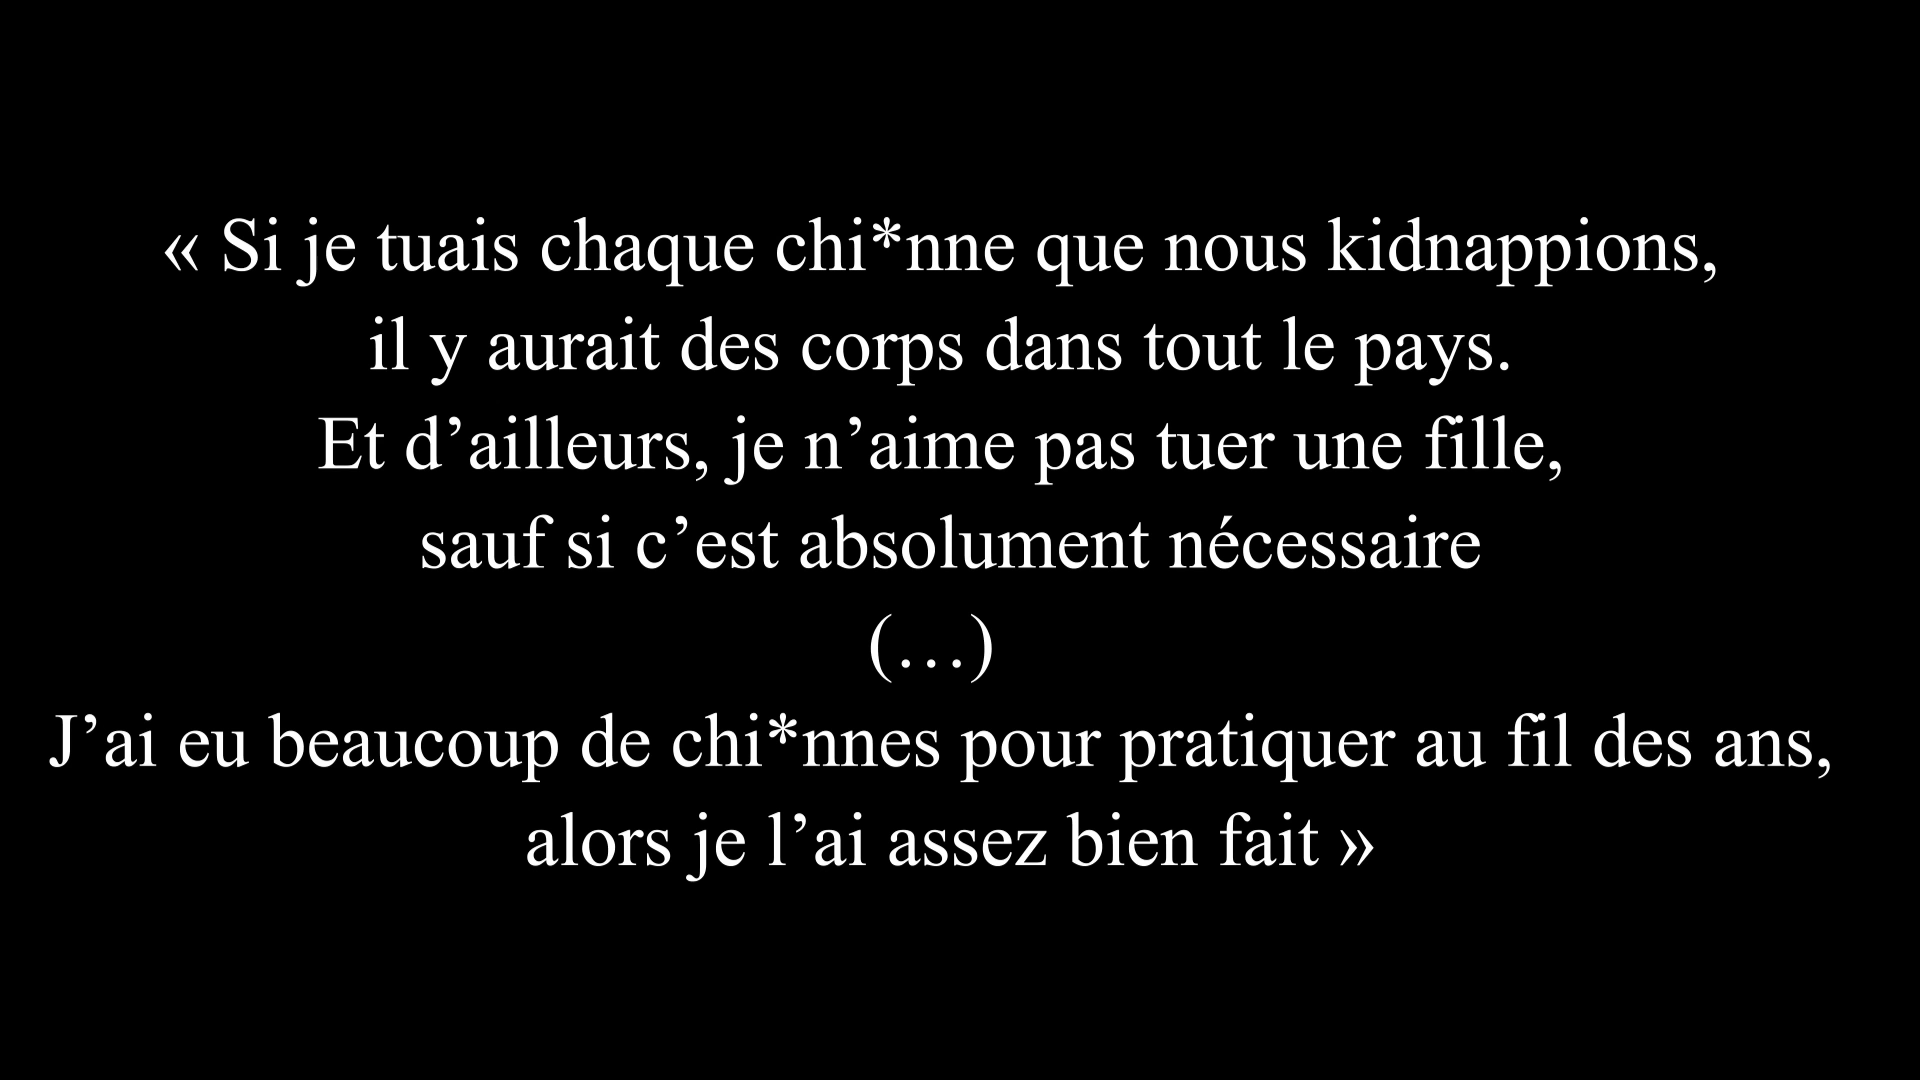 « Si je tuais chaque chi*nne que nous kidnappions,
il y aurait des corps dans tout le pays.
Et d’ailleurs, je n’aime pas tuer une fille,
sauf si c’est absolument nécessaire
(…)
J’ai eu beaucoup de chi*nnes pour pratiquer au fil des ans,
alors je l’ai assez bien fait »